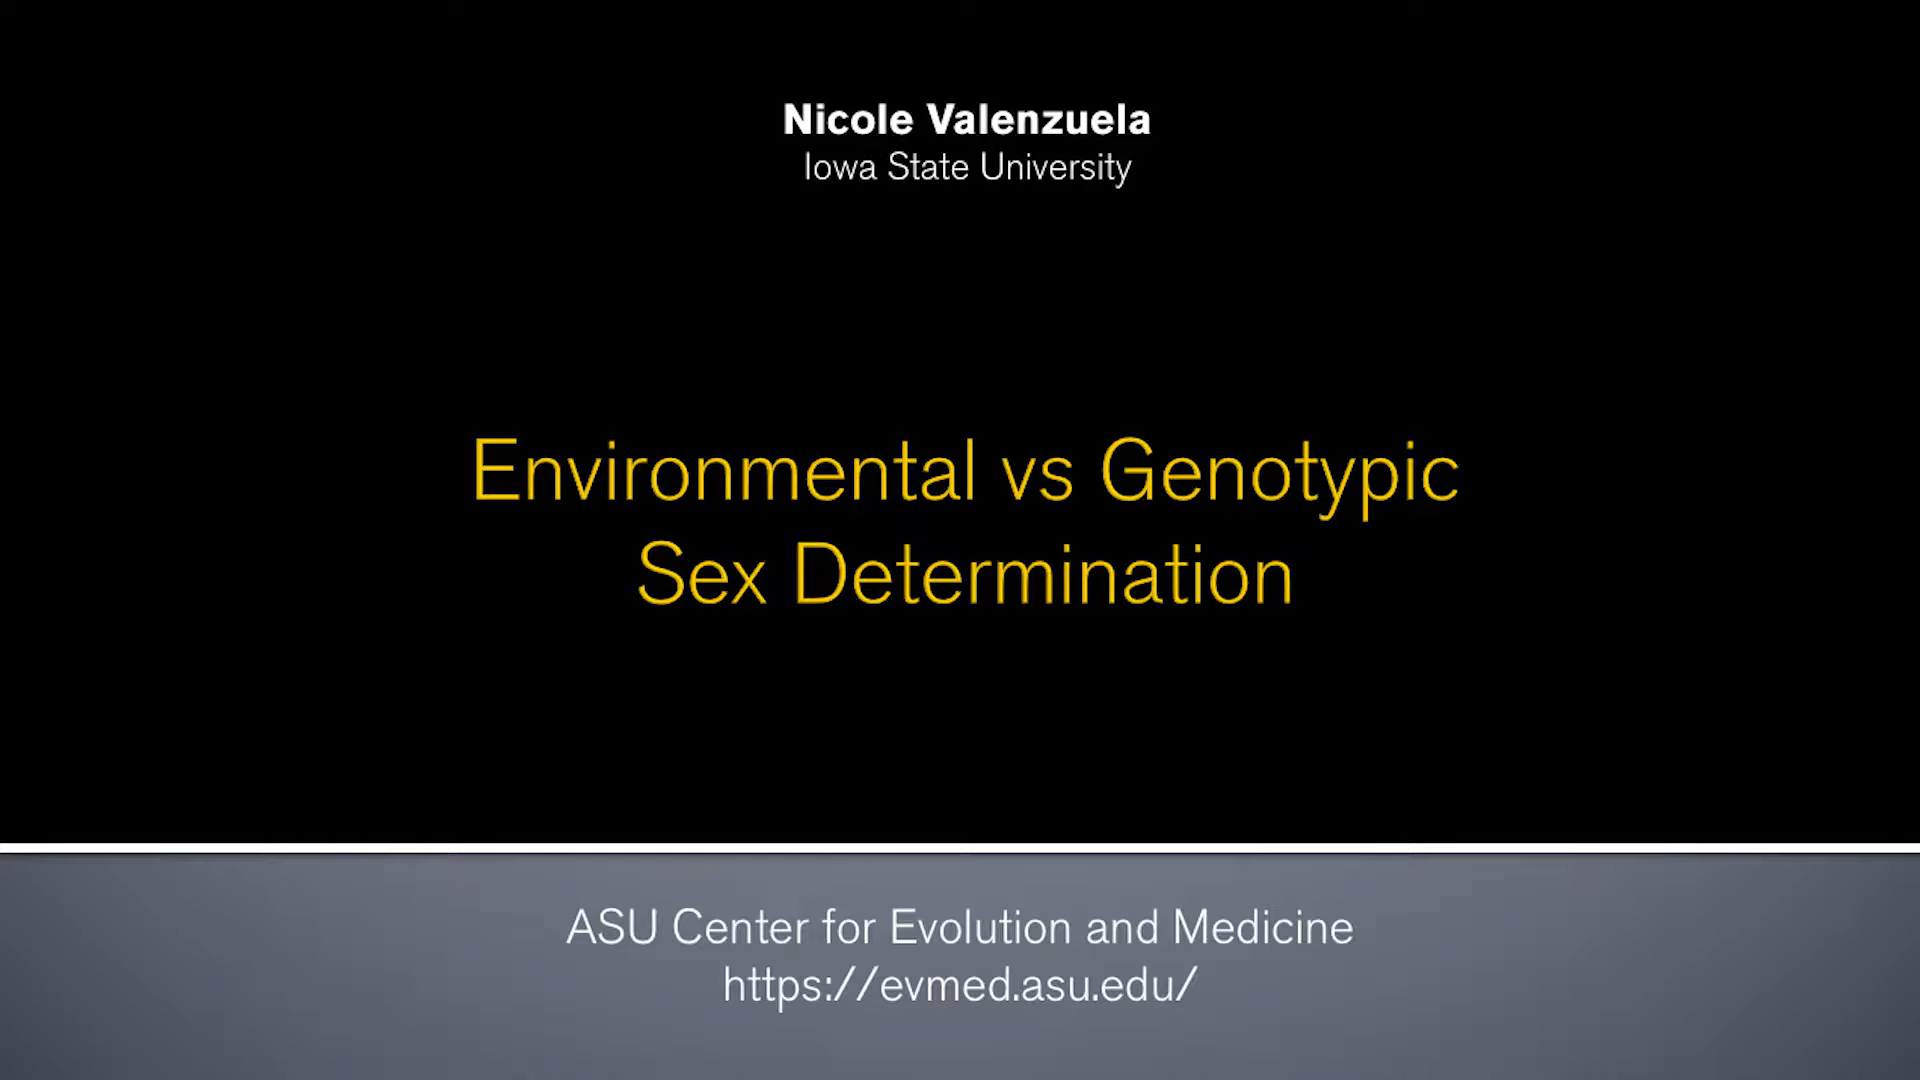 Nicole Valenzuela
Iowa State University
Environmental vs Genotypic
Sex Determination
ASU Center for Evolution and Medicine
https://evmed.asu.edu/